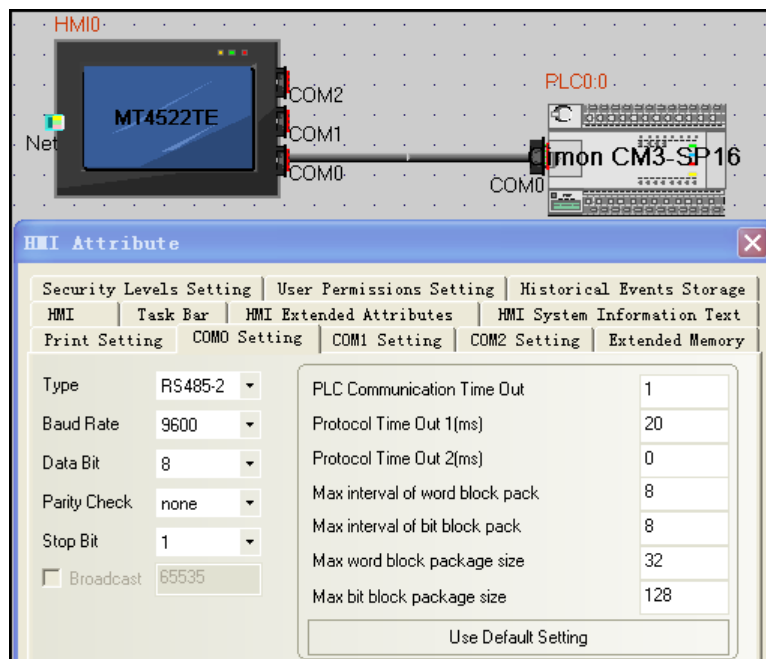 HMI0
MT4522TE
COM2
COM1
COM0
Net
PLC0:0
Cimon CM3-SP16
COM0
HMI Attribute
Security Levels Setting User Permissions Setting Historical Events Storage
HMI Task Bar HMI Extended Attributes HMI System Information Text
Print Setting COM0 Setting COM1 Setting COM2 Setting Extended Memory
Type RS485-2 PLC Communication Time Out 1
Baud Rate 9600 Protocol Time Out 1(ms) 20
Data Bit 8 Protocol Time Out 2(ms) 0
Parity Check none Max interval of word block pack 8
Stop Bit 1 Max interval of bit block pack 8
Broadcast 65535 Max word block package size 32
Max bit block package size 128
Use Default Setting